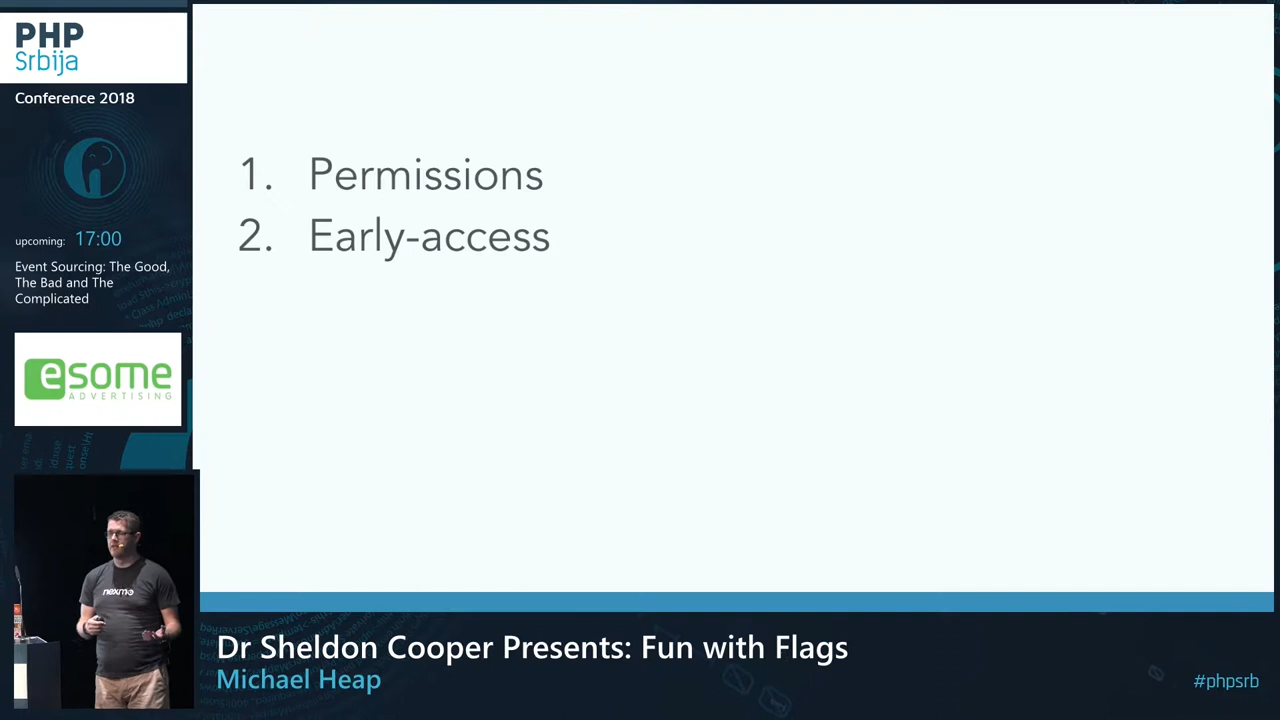 PHP
Srbija
Conference 2018
upcoming: 17:00
Event Sourcing: The Good,
The Bad and The
Complicated
esome
ADVERTISING
1. Permissions
2. Early-access
nexmo
Dr Sheldon Cooper Presents: Fun with Flags
Michael Heap
#phpsrb